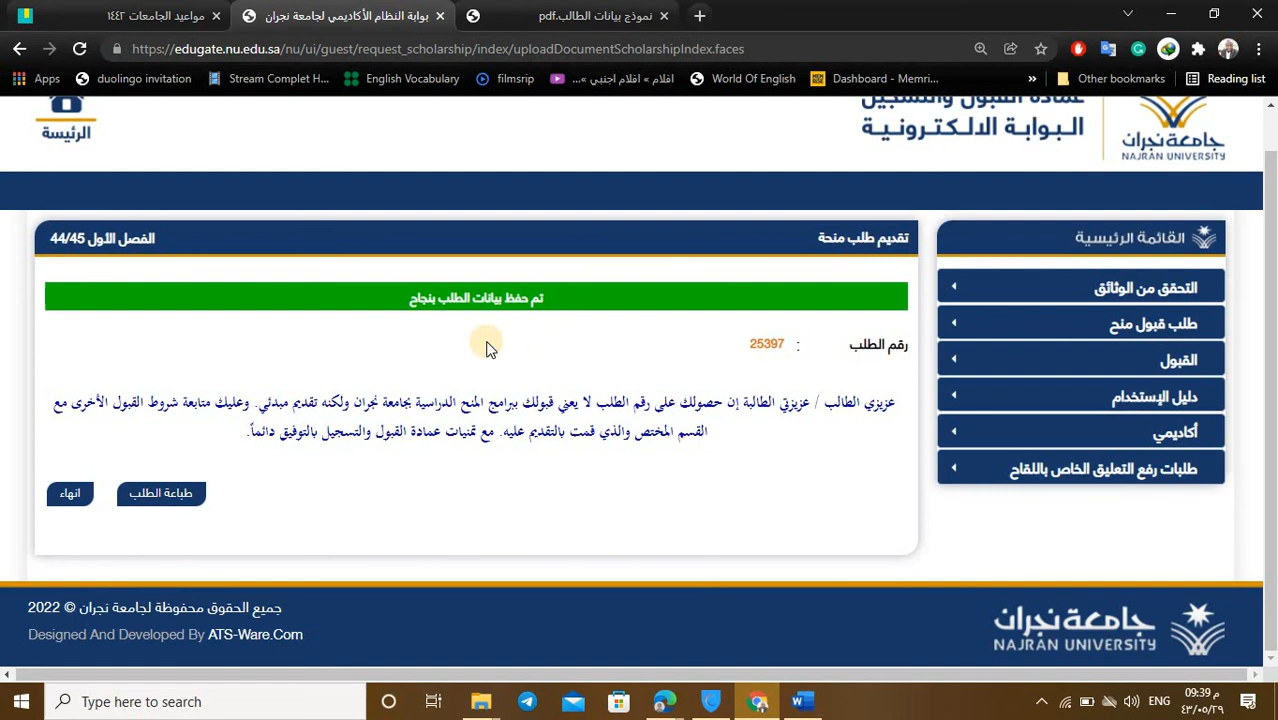 مواعيد الجامعات ١٤٤٢
بوابة النظام الأكاديمي لجامعة نجران
نموذج بيانات الطالب.pdf
https://edugate.nu.edu.sa/nu/ui/guest/request_scholarship/index/uploadDocumentScholarshipIndex.faces
Apps
duolingo invitation
Stream Complet H...
English Vocabulary
filmsrip
افلام » افلام اجنبي »...
World Of English
Dashboard - Memri...
»
Other bookmarks
Reading list
الرئيسة
عمادة القبول والتسجيل
البوابة الالكترونية
جامعة نجران
NAJRAN UNIVERSITY
القائمة الرئيسية
التحقق من الوثائق
طلب قبول منح
القبول
دليل الإستخدام
أكاديمي
طلبات رفع التعليق الخاص باللقاح
تقديم طلب منحة
الفصل الأول 44/45
تم حفظ بيانات الطلب بنجاح
رقم الطلب : 25397
عزيزي الطالب / عزيزتي الطالبة إن حصولك على رقم الطلب لا يعني قبولك ببرامج المنح الدراسية بجامعة نجران ولكنه تقديم مبدئي. وعليك متابعة شروط القبول الأخرى مع
القسم المختص والذي قمت بالتقديم عليه. مع تمنيات عمادة القبول والتسجيل بالتوفيق دائماً.
طباعة الطلب
انهاء
جميع الحقوق محفوظة لجامعة نجران © 2022
Designed And Developed By ATS-Ware.Com
جامعة نجران
NAJRAN UNIVERSITY
Type here to search
ENG
09:39 م
٤٣/٠٥/٢٩